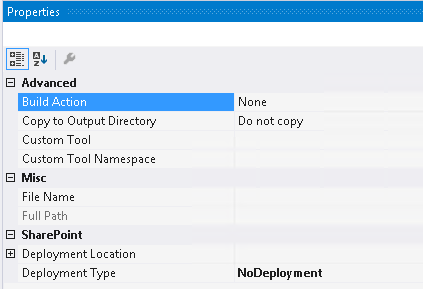 Properties
A
Z
Advanced
Build Action None
Copy to Output Directory Do not copy
Custom Tool
Custom Tool Namespace
Misc
File Name
Full Path
SharePoint
Deployment Location
Deployment Type NoDeployment